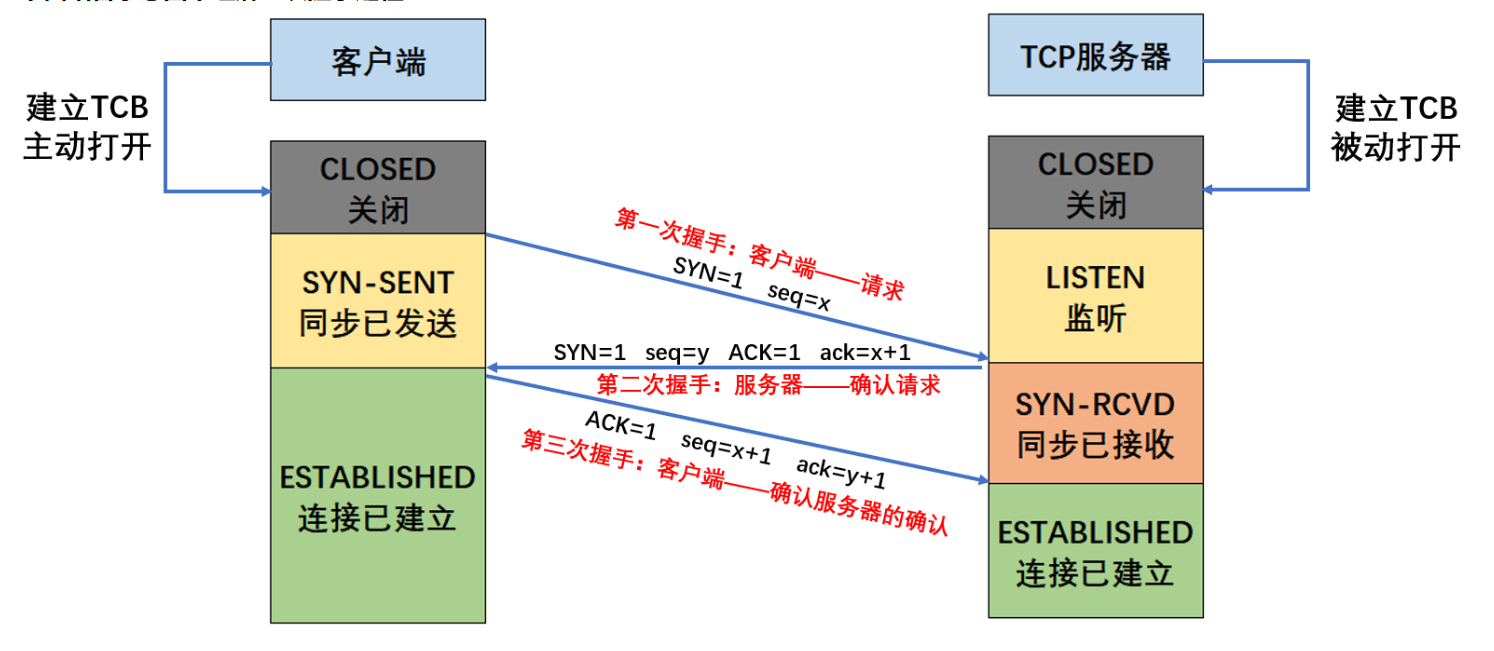 客户端
TCP服务器
建立TCB
主动打开
建立TCB
被动打开
CLOSED
关闭
CLOSED
关闭
第一次握手：客户端——请求
SYN=1 seq=x
SYN-SENT
同步已发送
LISTEN
监听
SYN=1 seq=y ACK=1 ack=x+1
第二次握手：服务器——确认请求
ACK=1 seq=x+1 ack=y+1
第三次握手：客户端——确认服务器的确认
SYN-RCVD
同步已接收
ESTABLISHED
连接已建立
ESTABLISHED
连接已建立